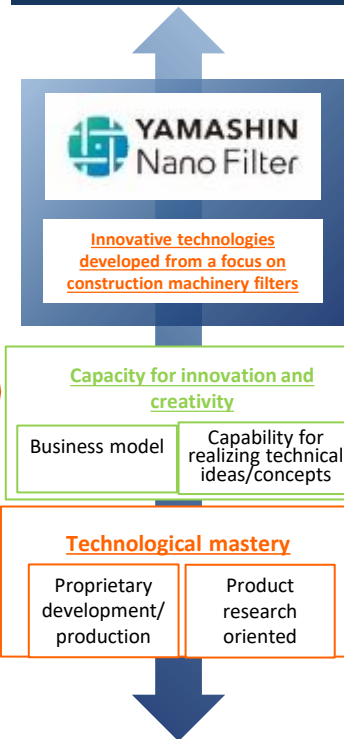 YAMASHIN
Nano Filter
Innovative technologies
developed from a focus on
construction machinery filters
Capacity for innovation and
creativity
Business model
Capability for
realizing technical
ideas/concepts
Technological mastery
Proprietary
development/
production
Product
research
oriented